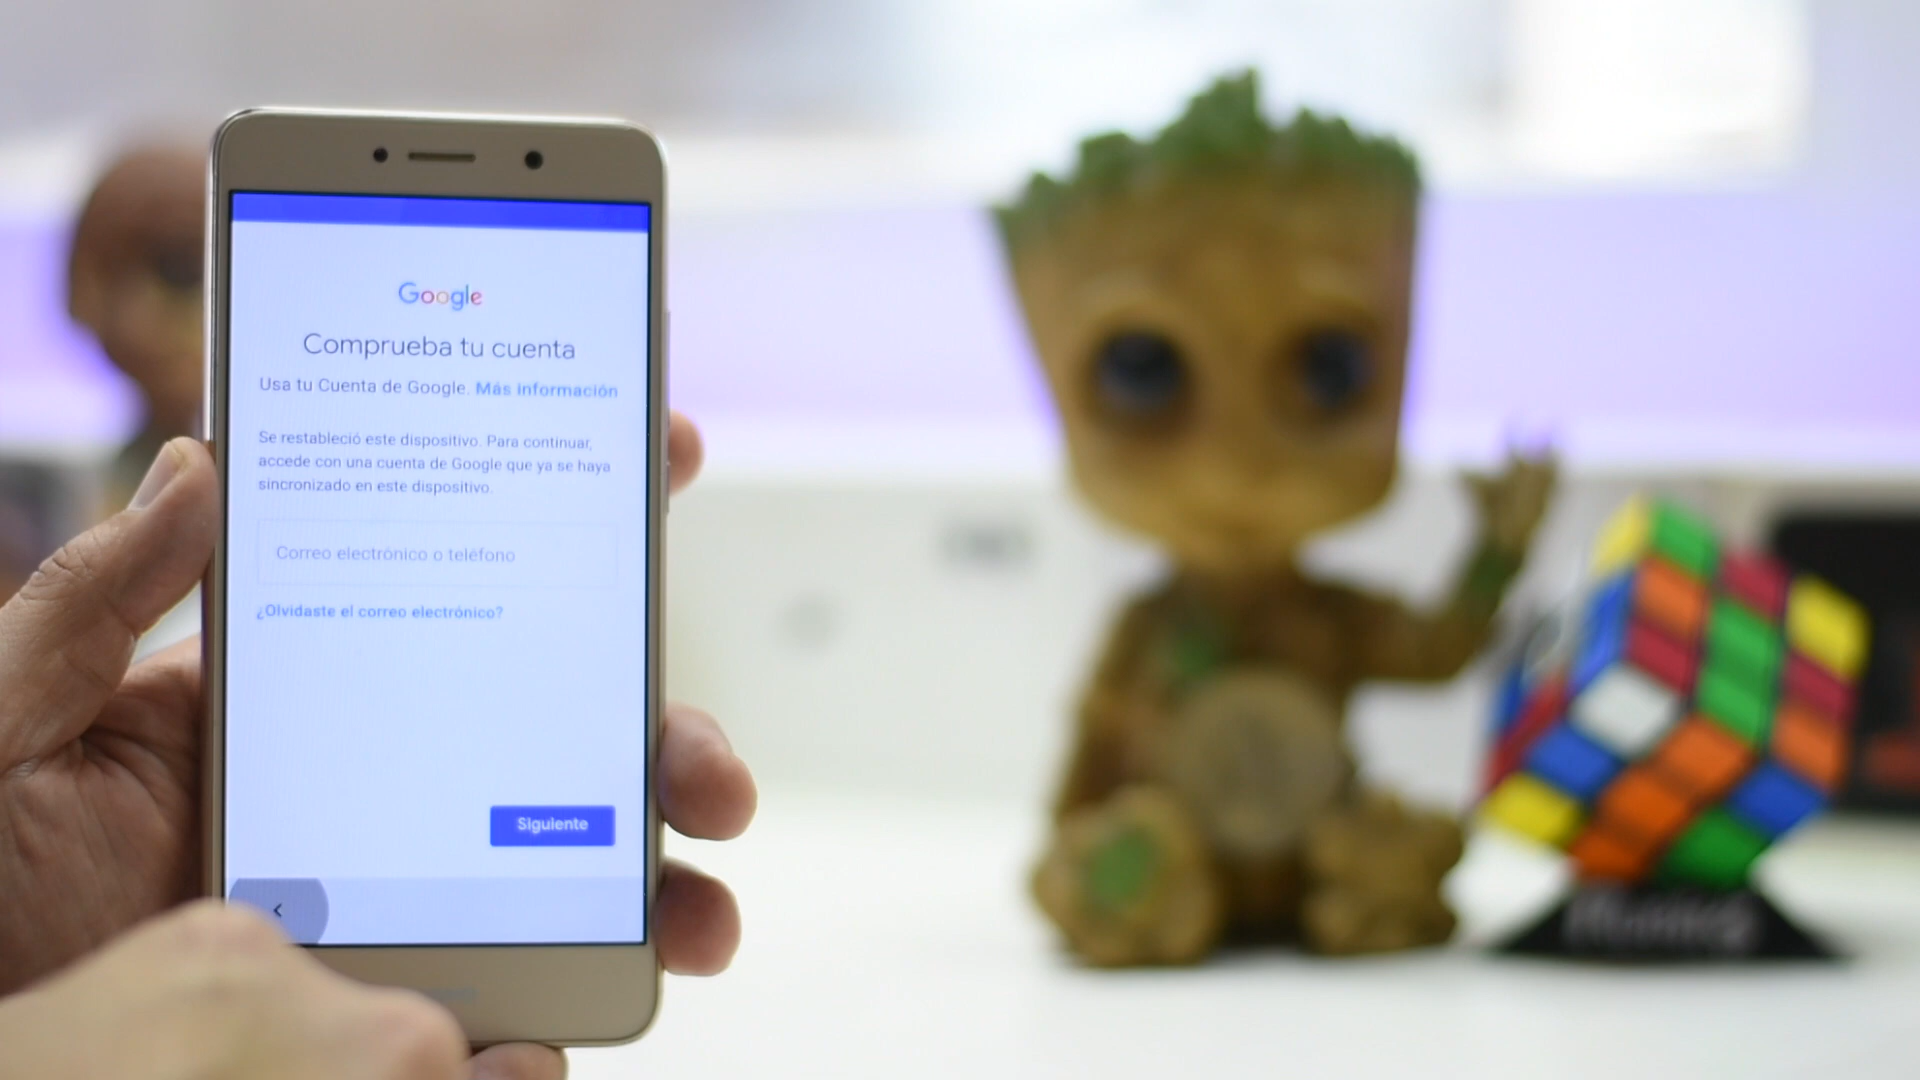 Google
Comprueba tu cuenta
Usa tu Cuenta de Google. Más información
Se restableció este dispositivo. Para continuar,
accede con una cuenta de Google que ya se haya
sincronizado en este dispositivo.
Correo electrónico o teléfono
¿Olvidaste el correo electrónico?
Siguiente